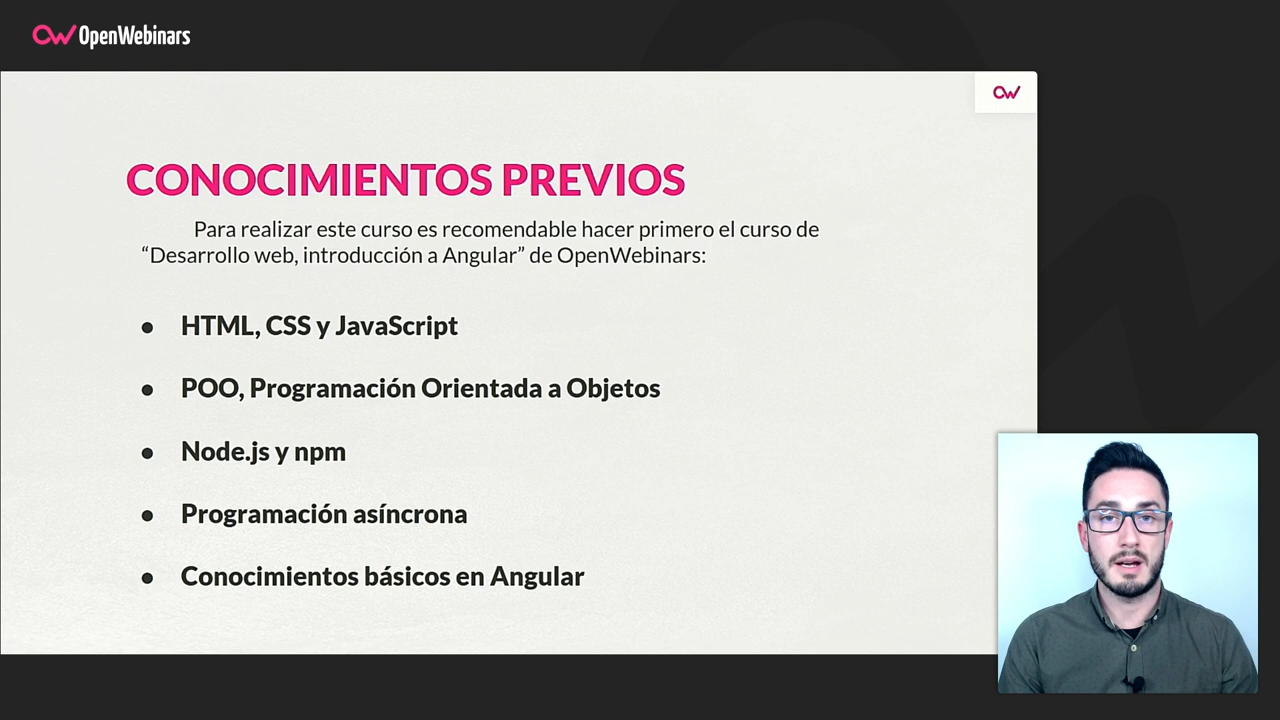 OpenWebinars
CONOCIMIENTOS PREVIOS
Para realizar este curso es recomendable hacer primero el curso de
“Desarrollo web, introducción a Angular” de OpenWebinars:
● HTML, CSS y JavaScript
● POO, Programación Orientada a Objetos
● Node.js y npm
● Programación asíncrona
● Conocimientos básicos en Angular